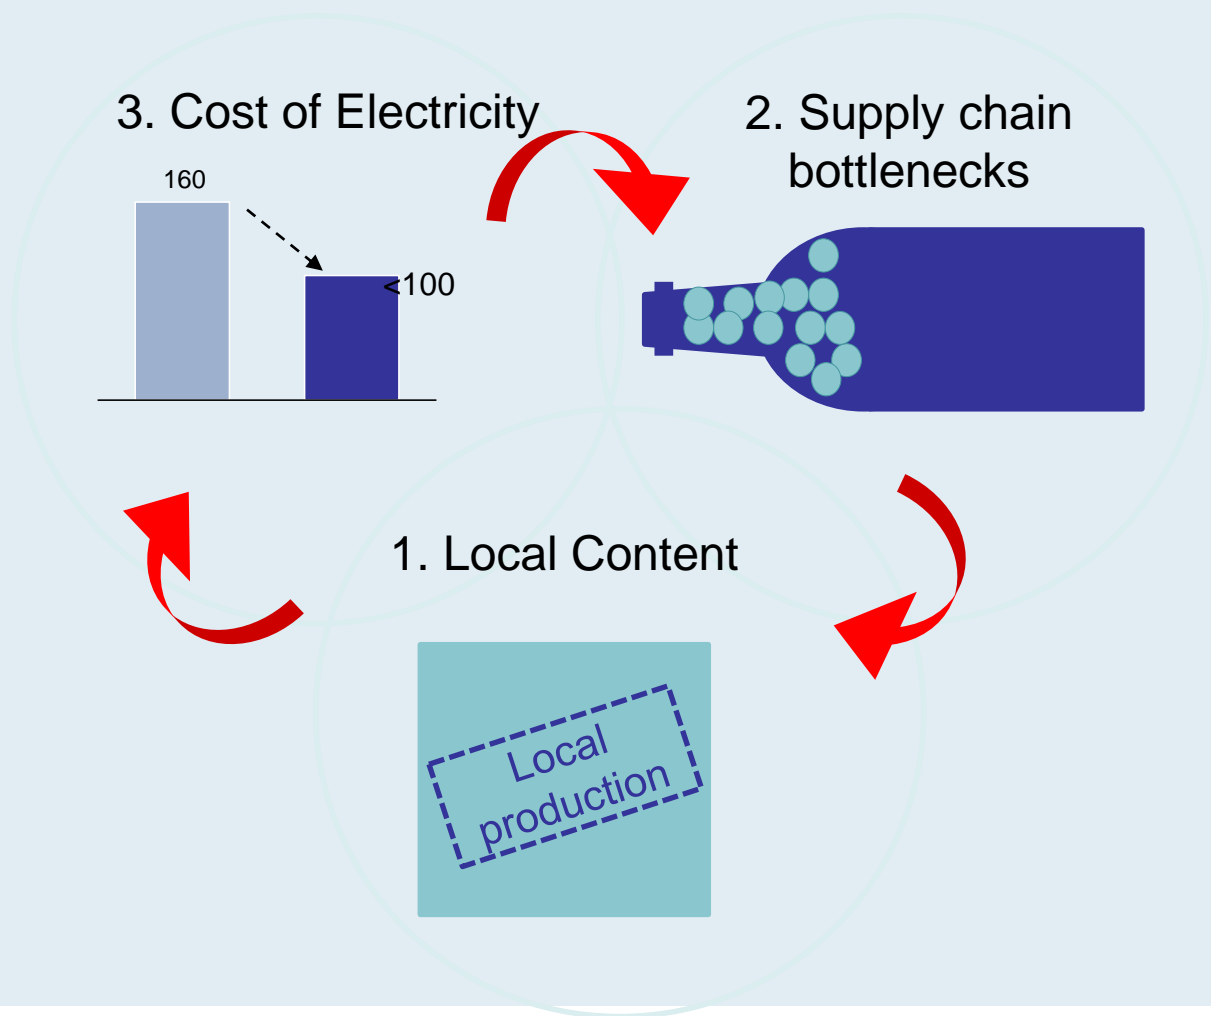 3. Cost of Electricity
160
<100
2. Supply chain
bottlenecks
1. Local Content
Local
production